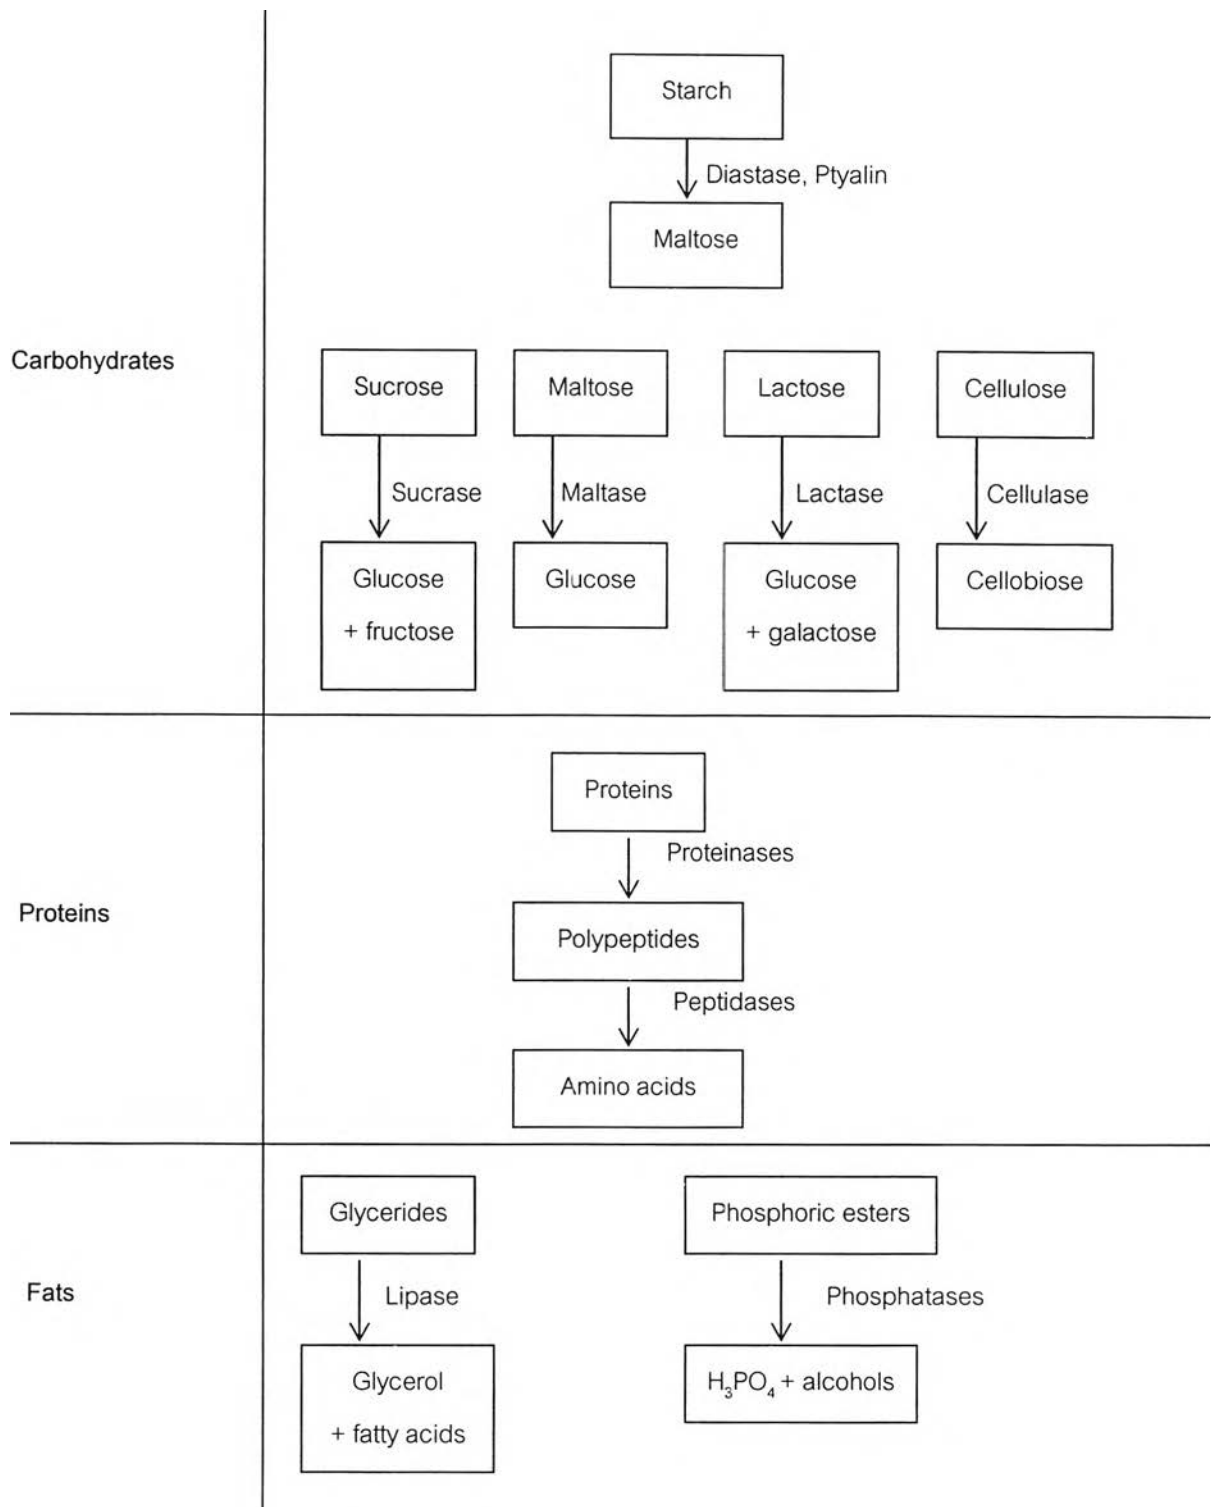 Starch
Diastase, Ptyalin
Maltose
Carbohydrates
Sucrose
Maltose
Lactose
Cellulose
Sucrase
Maltase
Lactase
Cellulase
Glucose
+ fructose
Glucose
Glucose
+ galactose
Cellobiose
Proteins
Proteinases
Proteins
Polypeptides
Peptidases
Amino acids
Glycerides
Phosphoric esters
Fats
Lipase
Phosphatases
Glycerol
+ fatty acids
H₃PO₄ + alcohols